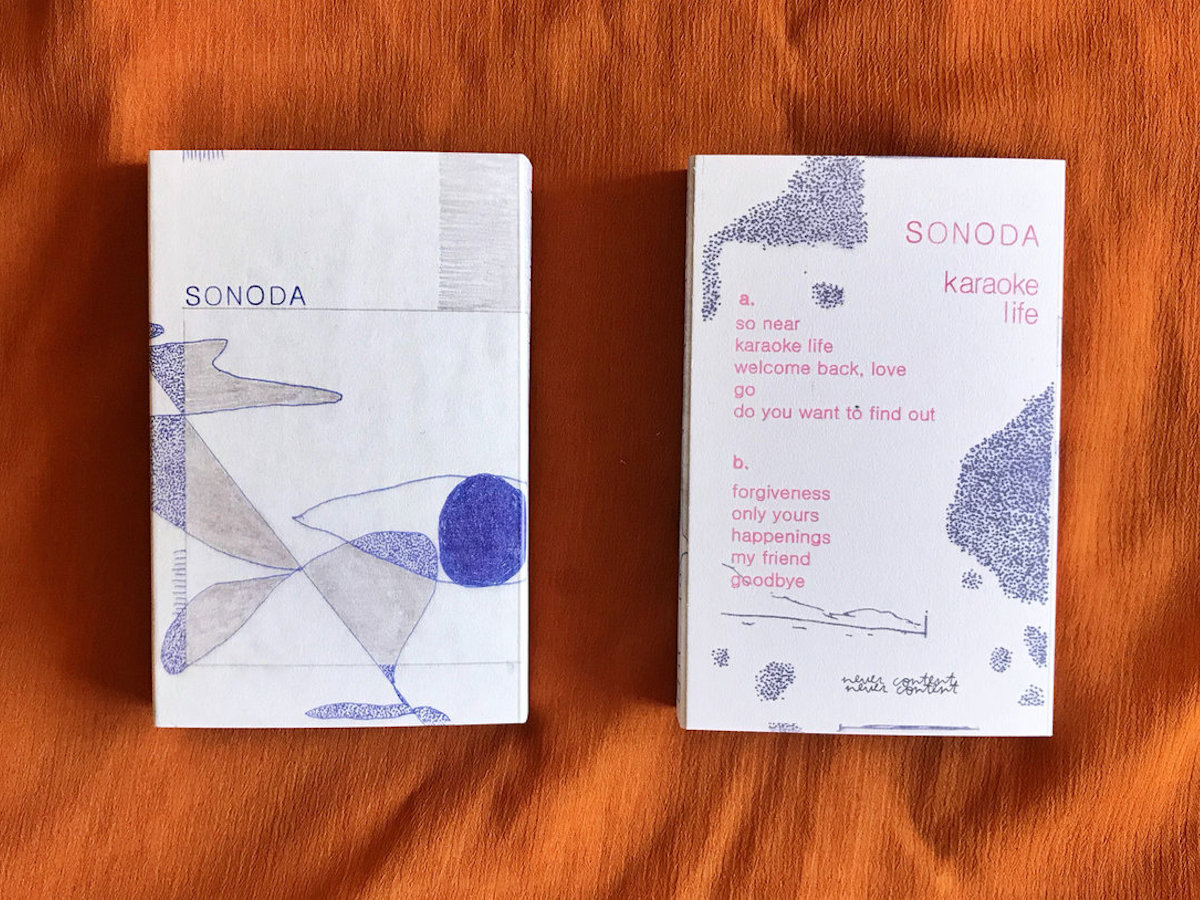 SONODA
SONODA
karaoke
life
a.
so near
karaoke life
welcome back, love
go
do you want to find out
b.
forgiveness
only yours
happenings
my friend
goodbye
never content,
never content